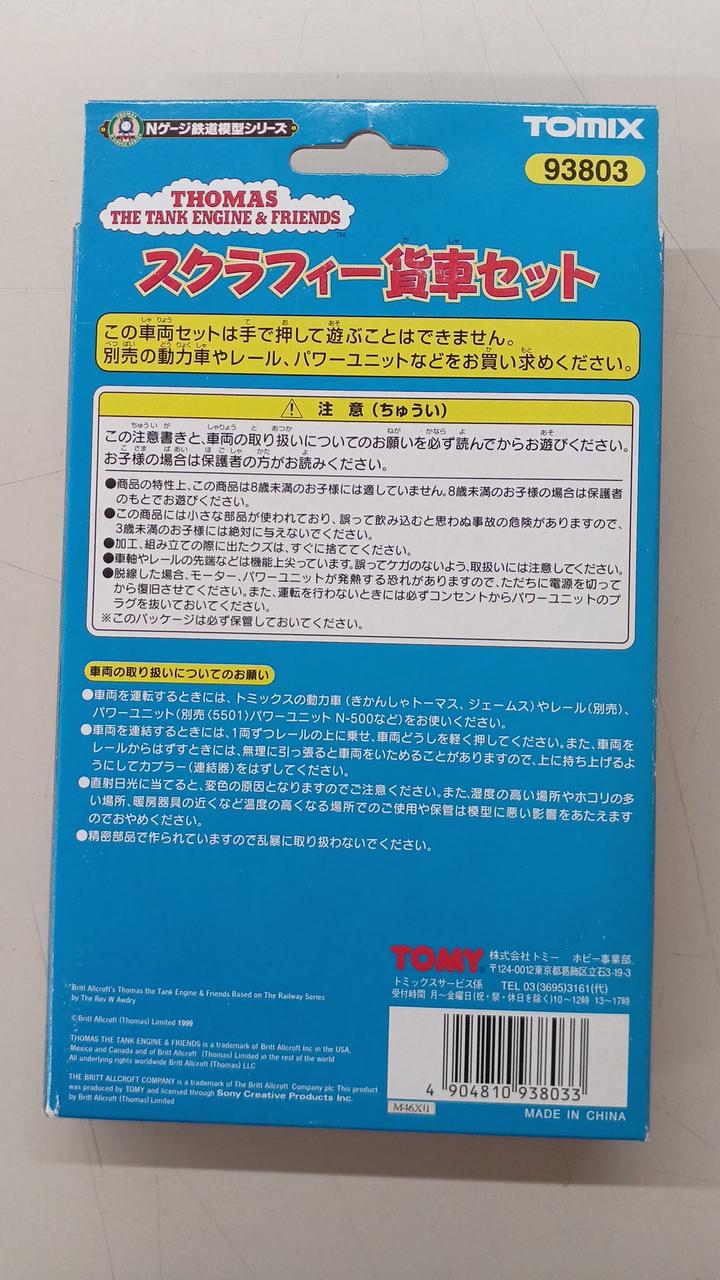 Nゲージ鉄道模型シリーズ
TOMIX
93803
THOMAS
THE TANK ENGINE & FRIENDS
TM
スクラフィー貨車セット
この車両セットは手で押して遊ぶことはできません。
別売の動力車やレール、パワーユニットなどをお買い求めください。
注 意(ちゅうい)
この注意書きと、車両の取り扱いについてのお願いを必ず読んでからお遊びください。
お子様の場合は保護者の方がお読みください。
●商品の特性上、この商品は8歳未満のお子様には適していません。8歳未満のお子様の場合は保護者
のもとでお遊びください。
●この商品には小さな部品が使われており、誤って飲み込むと思わぬ事故の危険がありますので、
3歳未満のお子様には絶対に与えないでください。
●加工、組み立ての際に出たクズは、すぐに捨ててください。
●車軸やレールの先端などは機能上尖っています。誤ってケガのないよう、取扱いには注意してください。
●脱線した場合、モーター、パワーユニットが発熱する恐れがありますので、ただちに電源を切って
から復旧させてください。また、運転を行わないときには必ずコンセントからパワーユニットのプ
ラグを抜いておいてください。
※このパッケージは必ず保管しておいてください。
車両の取り扱いについてのお願い
●車両を運転するときには、トミックスの動力車(きかんしゃトーマス、ジェームス)やレール(別売)、
パワーユニット(別売〈5501〉パワーユニット N-500など)をお使いください。
●車両を連結するときには、1両ずつレールの上に乗せ、車両どうしを軽く押してください。また、車両を
レールからはずすときには、無理に引っ張ると車両をいためることがありますので、上に持ち上げるよ
うにしてカプラー(連結器)をはずしてください。
●直射日光に当てると、変色の原因となりますのでご注意ください。また、湿度の高い場所やホコリの多
い場所、暖房器具の近くなど温度の高くなる場所でのご使用や保管は模型に悪い影響をあたえます
のでおやめください。
●精密部品で作られていますので乱暴に取り扱わないでください。
TOMY
株式会社トミー ホビー事業部
〒124-0012東京都葛飾区立石3-19-3
トミックスサービス係 TEL 03(3695)3161(代)
受付時間 月〜金曜日(祝・祭・休日を除く)10〜12時 13〜17時
"Britt Allcroft's Thomas the Tank Engine & Friends Based on The Railway Series
by The Rev W Awdry
©Britt Allcroft (Thomas) Limited 1999
THOMAS THE TANK ENGINE & FRIENDS is a trademark of Britt Allcroft Inc in the USA,
Mexico and Canada and of Britt Allcroft (Thomas) Limited in the rest of the world
All underlying rights worldwide Britt Allcroft (Thomas) LLC
THE BRITT ALLCROFT COMPANY is a trademark of The Britt Allcroft Company plc This product
was produced by TOMY and licensed through Sony Creative Products Inc.
by Britt Allcroft (Thomas) Limited
4 904810 938033
M46XII
MADE IN CHINA